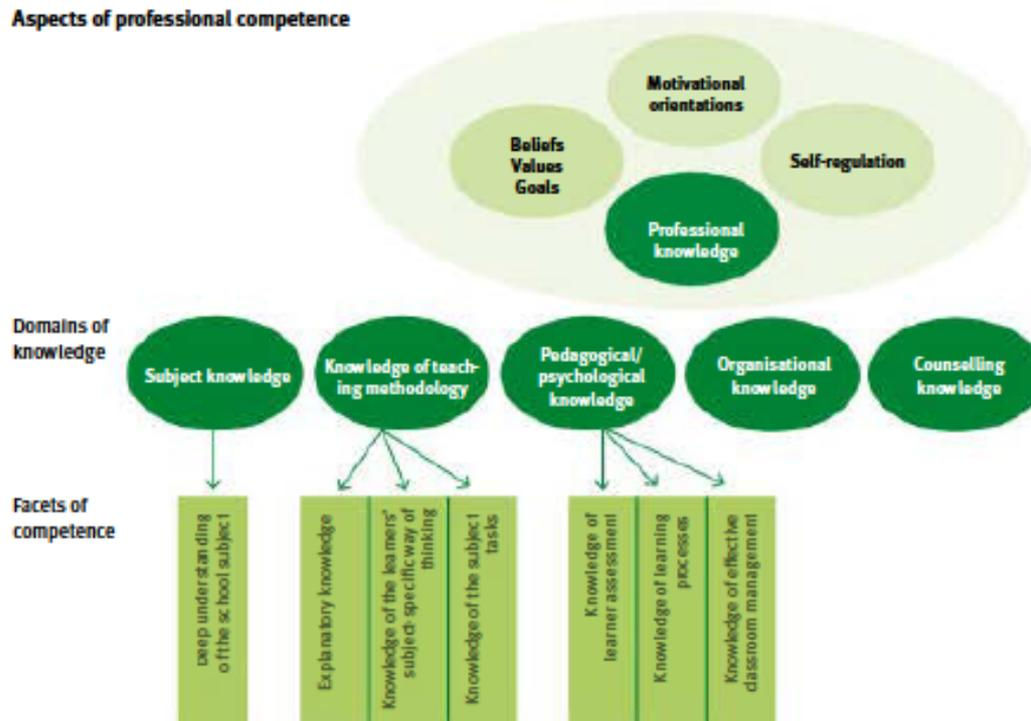 Aspects of professional competence
Motivational
orientations
Beliefs
Values
Goals
Self-regulation
Professional
knowledge
Domains of
knowledge
Subject knowledge
Knowledge of teach-
ing methodology
Pedagogical/
psychological
knowledge
Organisational
knowledge
Counselling
knowledge
Facets of
competence
Deep understanding
of the school subject
Explanatory knowledge
Knowledge of the learners'
subject-specific way of
thinking
Knowledge of the subject
tasks
Knowledge of
learner assessment
Knowledge of learning
processes
Knowledge of effective
classroom management